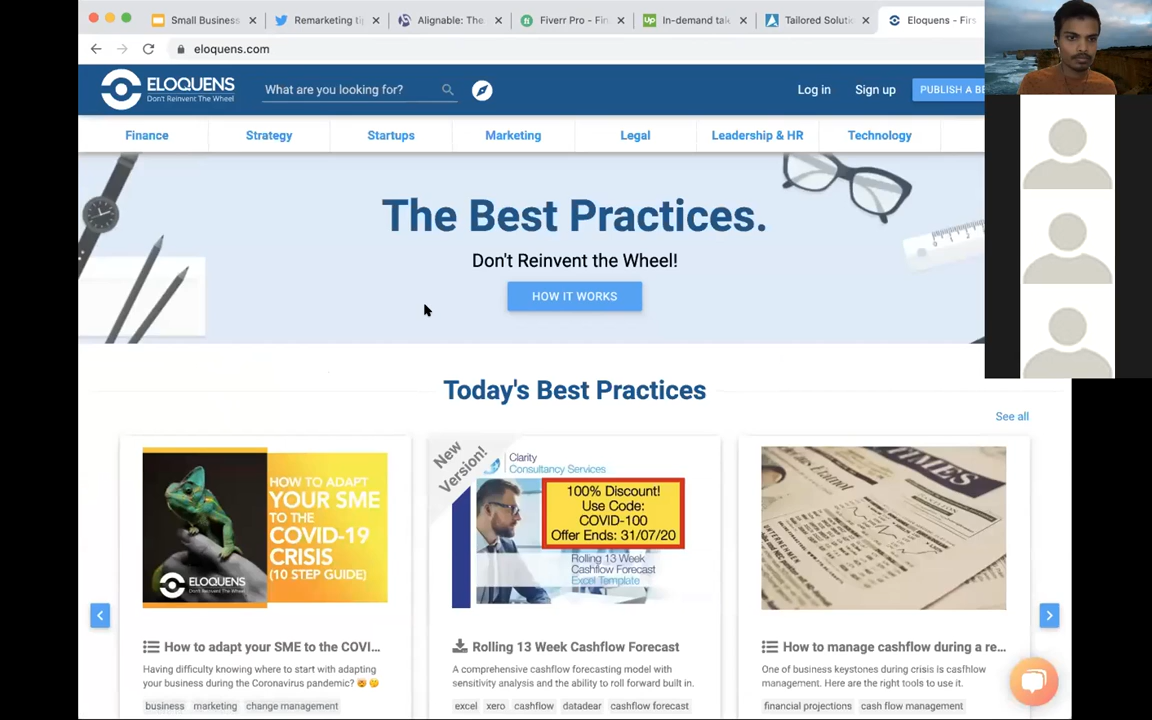 Small Business
Remarketing ti
Alignable: The
Fiverr Pro - Fin
In-demand tal
Tailored Soluti
Eloquens - Firs
eloquens.com
ELOQUENS
Don't Reinvent The Wheel
What are you looking for?
Log in
Sign up
PUBLISH A BE
Finance
Strategy
Startups
Marketing
Legal
Leadership & HR
Technology
The Best Practices.
Don't Reinvent the Wheel!
HOW IT WORKS
Today's Best Practices
See all
HOW TO ADAPT
YOUR SME
TO THE
COVID-19
CRISIS
(10 STEP GUIDE)
ELOQUENS
New
Version!
Clarity
Consultancy Services
100% Discount!
Use Code:
COVID-100
Offer Ends: 31/07/20
Rolling 13 Week
Cashflow Forecast
Excel Template
TIMES
How to adapt your SME to the COVI...
Having difficulty knowing where to start with adapting
your business during the Coronavirus pandemic? 🤯🤔
business
marketing
change management
Rolling 13 Week Cashflow Forecast
A comprehensive cashflow forecasting model with
sensitivity analysis and the ability to roll forward built in.
excel
xero
cashflow
datadear
cashflow forecast
How to manage cashflow during a re...
One of business keystones during crisis is casfhlow
management. Here are the right tools to use it.
financial projections
cash flow management